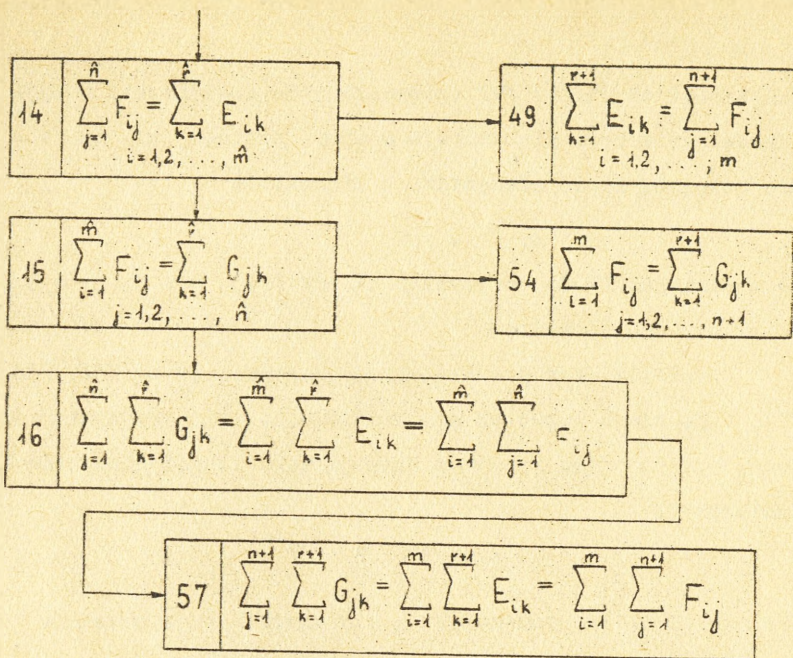 14 ∑_{j=1}^{n̂} F_{ij} = ∑_{k=1}^{r̂} E_{ik}
i=1,2, ..., m̂
49 ∑_{k=1}^{r+1} E_{ik} = ∑_{j=1}^{n+1} F_{ij}
i=1,2, ..., m
15 ∑_{i=1}^{m̂} F_{ij} = ∑_{k=1}^{r̂} G_{jk}
j=1,2, ..., n̂
54 ∑_{i=1}^{m} F_{ij} = ∑_{k=1}^{r+1} G_{jk}
j=1,2, ..., n+1
16 ∑_{j=1}^{n̂} ∑_{k=1}^{r̂} G_{jk} = ∑_{i=1}^{m̂} ∑_{k=1}^{r̂} E_{ik} = ∑_{i=1}^{m̂} ∑_{j=1}^{n̂} F_{ij}
57 ∑_{j=1}^{n+1} ∑_{k=1}^{r+1} G_{jk} = ∑_{i=1}^{m} ∑_{k=1}^{r+1} E_{ik} = ∑_{i=1}^{m} ∑_{j=1}^{n+1} F_{ij}